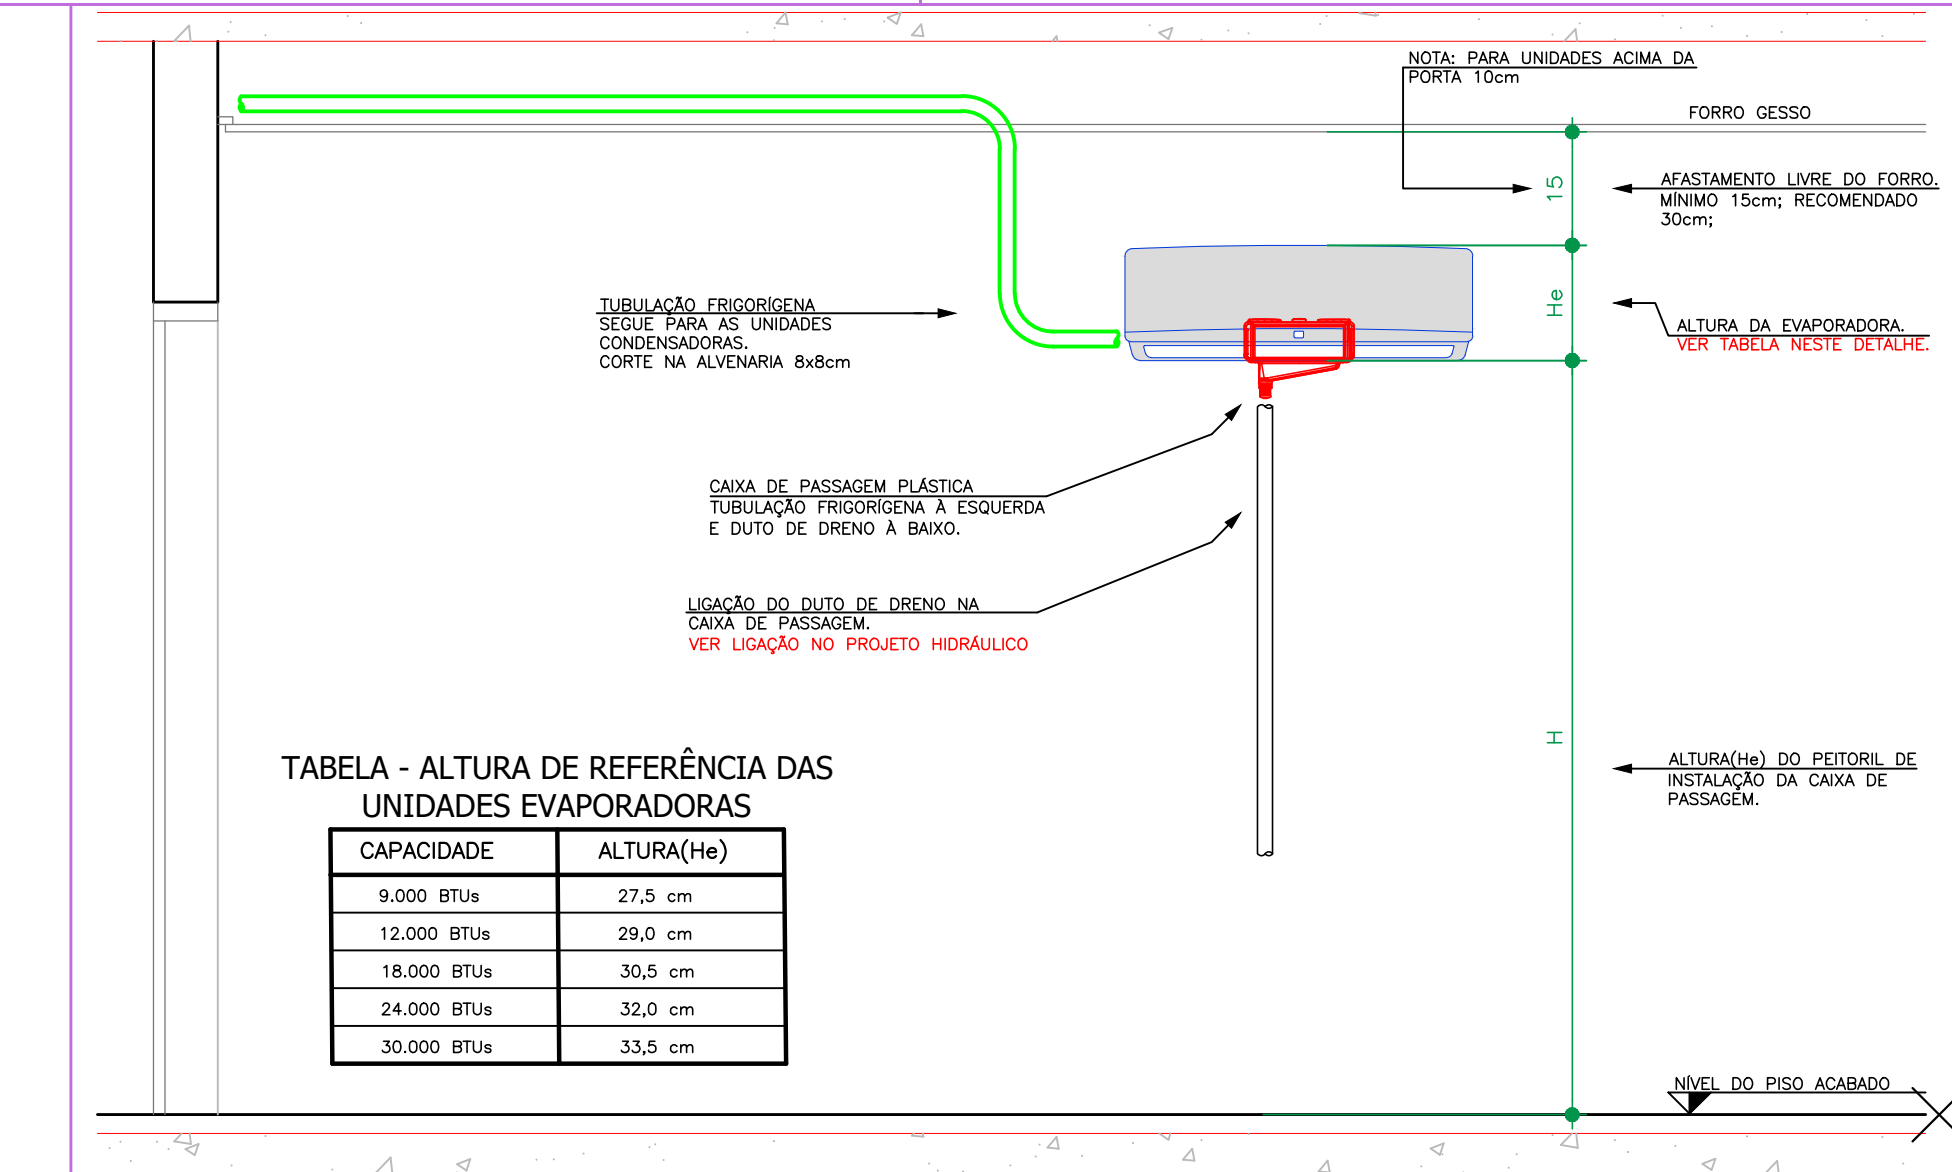 NOTA: PARA UNIDADES ACIMA DA
PORTA 10cm
FORRO GESSO
15
AFASTAMENTO LIVRE DO FORRO.
MÍNIMO 15cm; RECOMENDADO
30cm;
He
ALTURA DA EVAPORADORA.
VER TABELA NESTE DETALHE.
TUBULAÇÃO FRIGORÍGENA
SEGUE PARA AS UNIDADES
CONDENSADORAS.
CORTE NA ALVENARIA 8x8cm
CAIXA DE PASSAGEM PLÁSTICA
TUBULAÇÃO FRIGORÍGENA À ESQUERDA
E DUTO DE DRENO À BAIXO.
LIGAÇÃO DO DUTO DE DRENO NA
CAIXA DE PASSAGEM.
VER LIGAÇÃO NO PROJETO HIDRÁULICO
H
ALTURA(He) DO PEITORIL DE
INSTALAÇÃO DA CAIXA DE
PASSAGEM.
TABELA - ALTURA DE REFERÊNCIA DAS
UNIDADES EVAPORADORAS
CAPACIDADE ALTURA(He)
9.000 BTUs 27,5 cm
12.000 BTUs 29,0 cm
18.000 BTUs 30,5 cm
24.000 BTUs 32,0 cm
30.000 BTUs 33,5 cm
NÍVEL DO PISO ACABADO